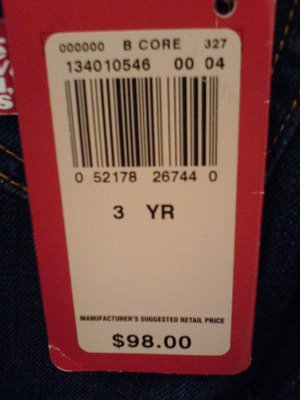 000000 B CORE 327
134010546 00 04
0 52178 26744 0
3 YR
MANUFACTURER'S SUGGESTED RETAIL PRICE
$98.00